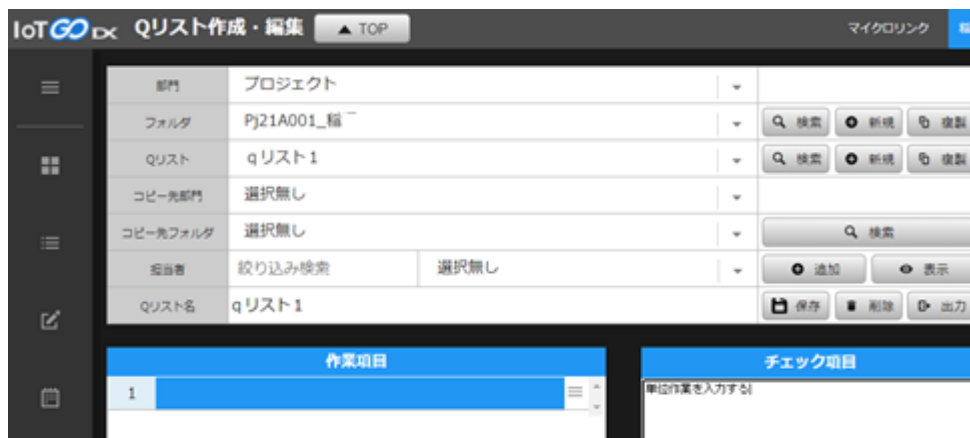 IoTGO DX Qリスト作成・編集 ▲ TOP マイクロリンク
部門 プロジェクト
フォルダ Pj21A001_稲 検索 新規 複製
Qリスト qリスト1 検索 新規 複製
コピー先部門 選択無し
コピー先フォルダ 選択無し 検索
担当者 絞り込み検索 選択無し 追加 表示
Qリスト名 qリスト1 保存 削除 出力
作業項目 チェック項目
1 単位作業を入力する